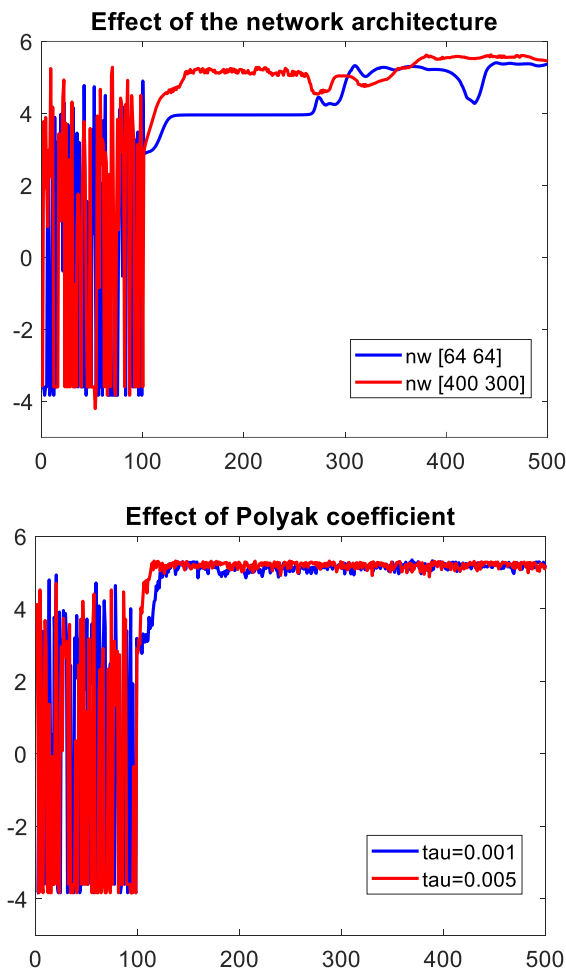 Effect of the network architecture
6
4
2
0
-2
-4
nw [64 64]
nw [400 300]
0 100 200 300 400 500
Effect of Polyak coefficient
6
4
2
0
-2
-4
tau=0.001
tau=0.005
0 100 200 300 400 500